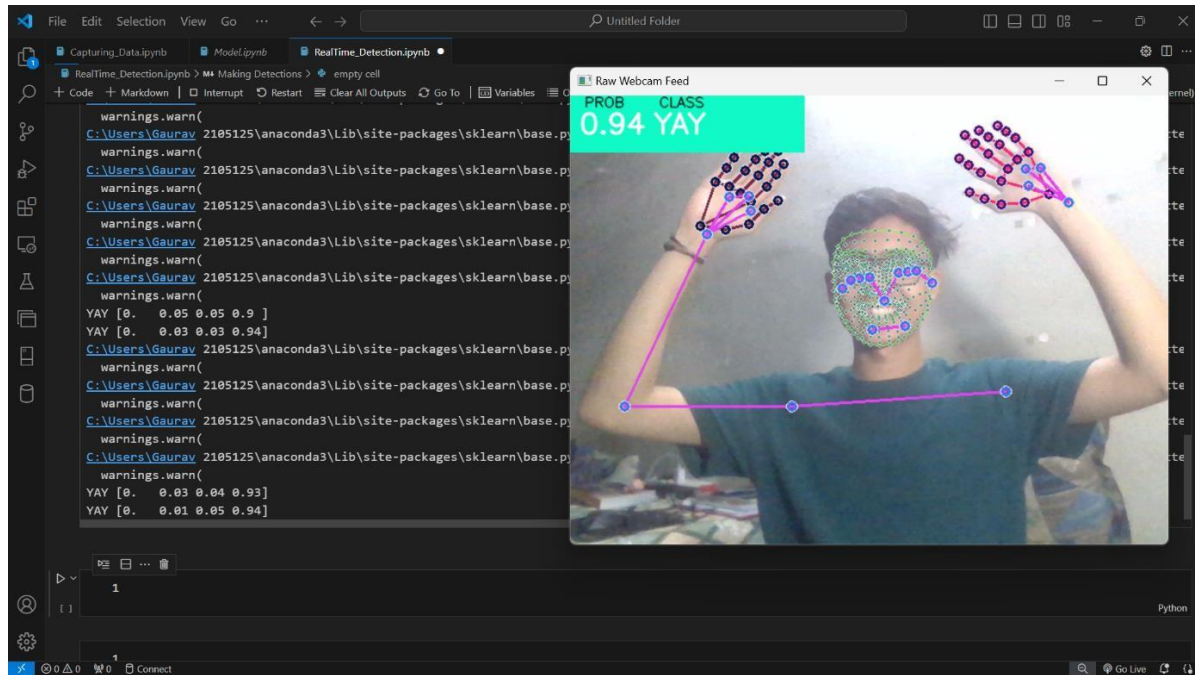 File Edit Selection View Go ··· ← → Untitled Folder
Capturing_Data.ipynb Model.ipynb RealTime_Detection.ipynb
RealTime_Detection.ipynb > M↓ Making Detections > empty cell
+ Code + Markdown | Interrupt Restart Clear All Outputs Go To | Variables O
ernel)
warnings.warn(
C:\Users\Gaurav 2105125\anaconda3\Lib\site-packages\sklearn\base.py
warnings.warn(
C:\Users\Gaurav 2105125\anaconda3\Lib\site-packages\sklearn\base.py
warnings.warn(
C:\Users\Gaurav 2105125\anaconda3\Lib\site-packages\sklearn\base.py
warnings.warn(
C:\Users\Gaurav 2105125\anaconda3\Lib\site-packages\sklearn\base.py
warnings.warn(
C:\Users\Gaurav 2105125\anaconda3\Lib\site-packages\sklearn\base.py
warnings.warn(
YAY [0.   0.05 0.05 0.9 ]
YAY [0.   0.03 0.03 0.94]
C:\Users\Gaurav 2105125\anaconda3\Lib\site-packages\sklearn\base.py
warnings.warn(
C:\Users\Gaurav 2105125\anaconda3\Lib\site-packages\sklearn\base.py
warnings.warn(
C:\Users\Gaurav 2105125\anaconda3\Lib\site-packages\sklearn\base.py
warnings.warn(
C:\Users\Gaurav 2105125\anaconda3\Lib\site-packages\sklearn\base.py
warnings.warn(
YAY [0.   0.03 0.04 0.93]
YAY [0.   0.01 0.05 0.94]
Raw Webcam Feed
PROB CLASS
0.94 YAY
1
[ ]
Python
1
0 0 0 Connect Go Live